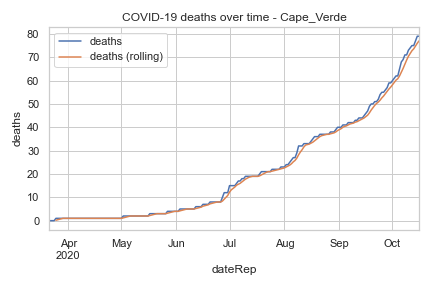 COVID-19 deaths over time - Cape_Verde
deaths
deaths (rolling)
80
70
60
50
40
30
20
10
0
deaths
Apr May Jun Jul Aug Sep Oct
2020
dateRep